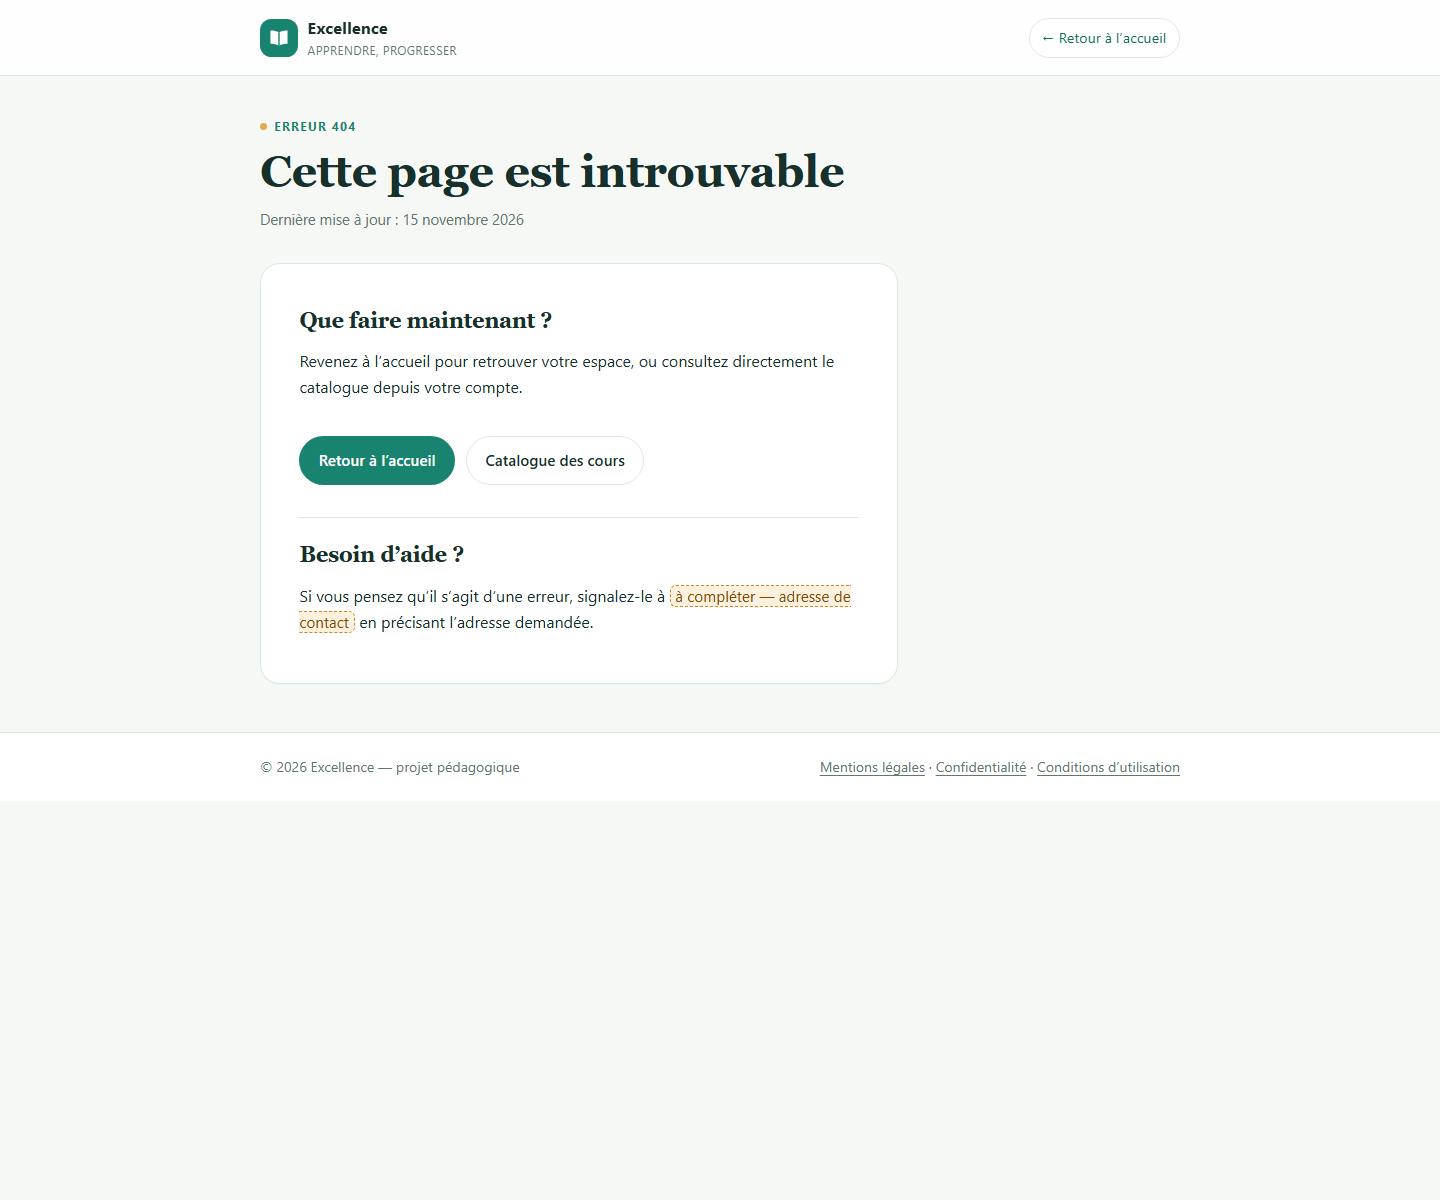 Excellence
APPRENDRE, PROGRESSER
← Retour à l’accueil
ERREUR 404
Cette page est introuvable
Dernière mise à jour : 15 novembre 2026
Que faire maintenant ?
Revenez à l’accueil pour retrouver votre espace, ou consultez directement le
catalogue depuis votre compte.
Retour à l’accueil
Catalogue des cours
Besoin d’aide ?
Si vous pensez qu’il s’agit d’une erreur, signalez-le à à compléter — adresse de
contact en précisant l’adresse demandée.
© 2026 Excellence — projet pédagogique
Mentions légales · Confidentialité · Conditions d’utilisation